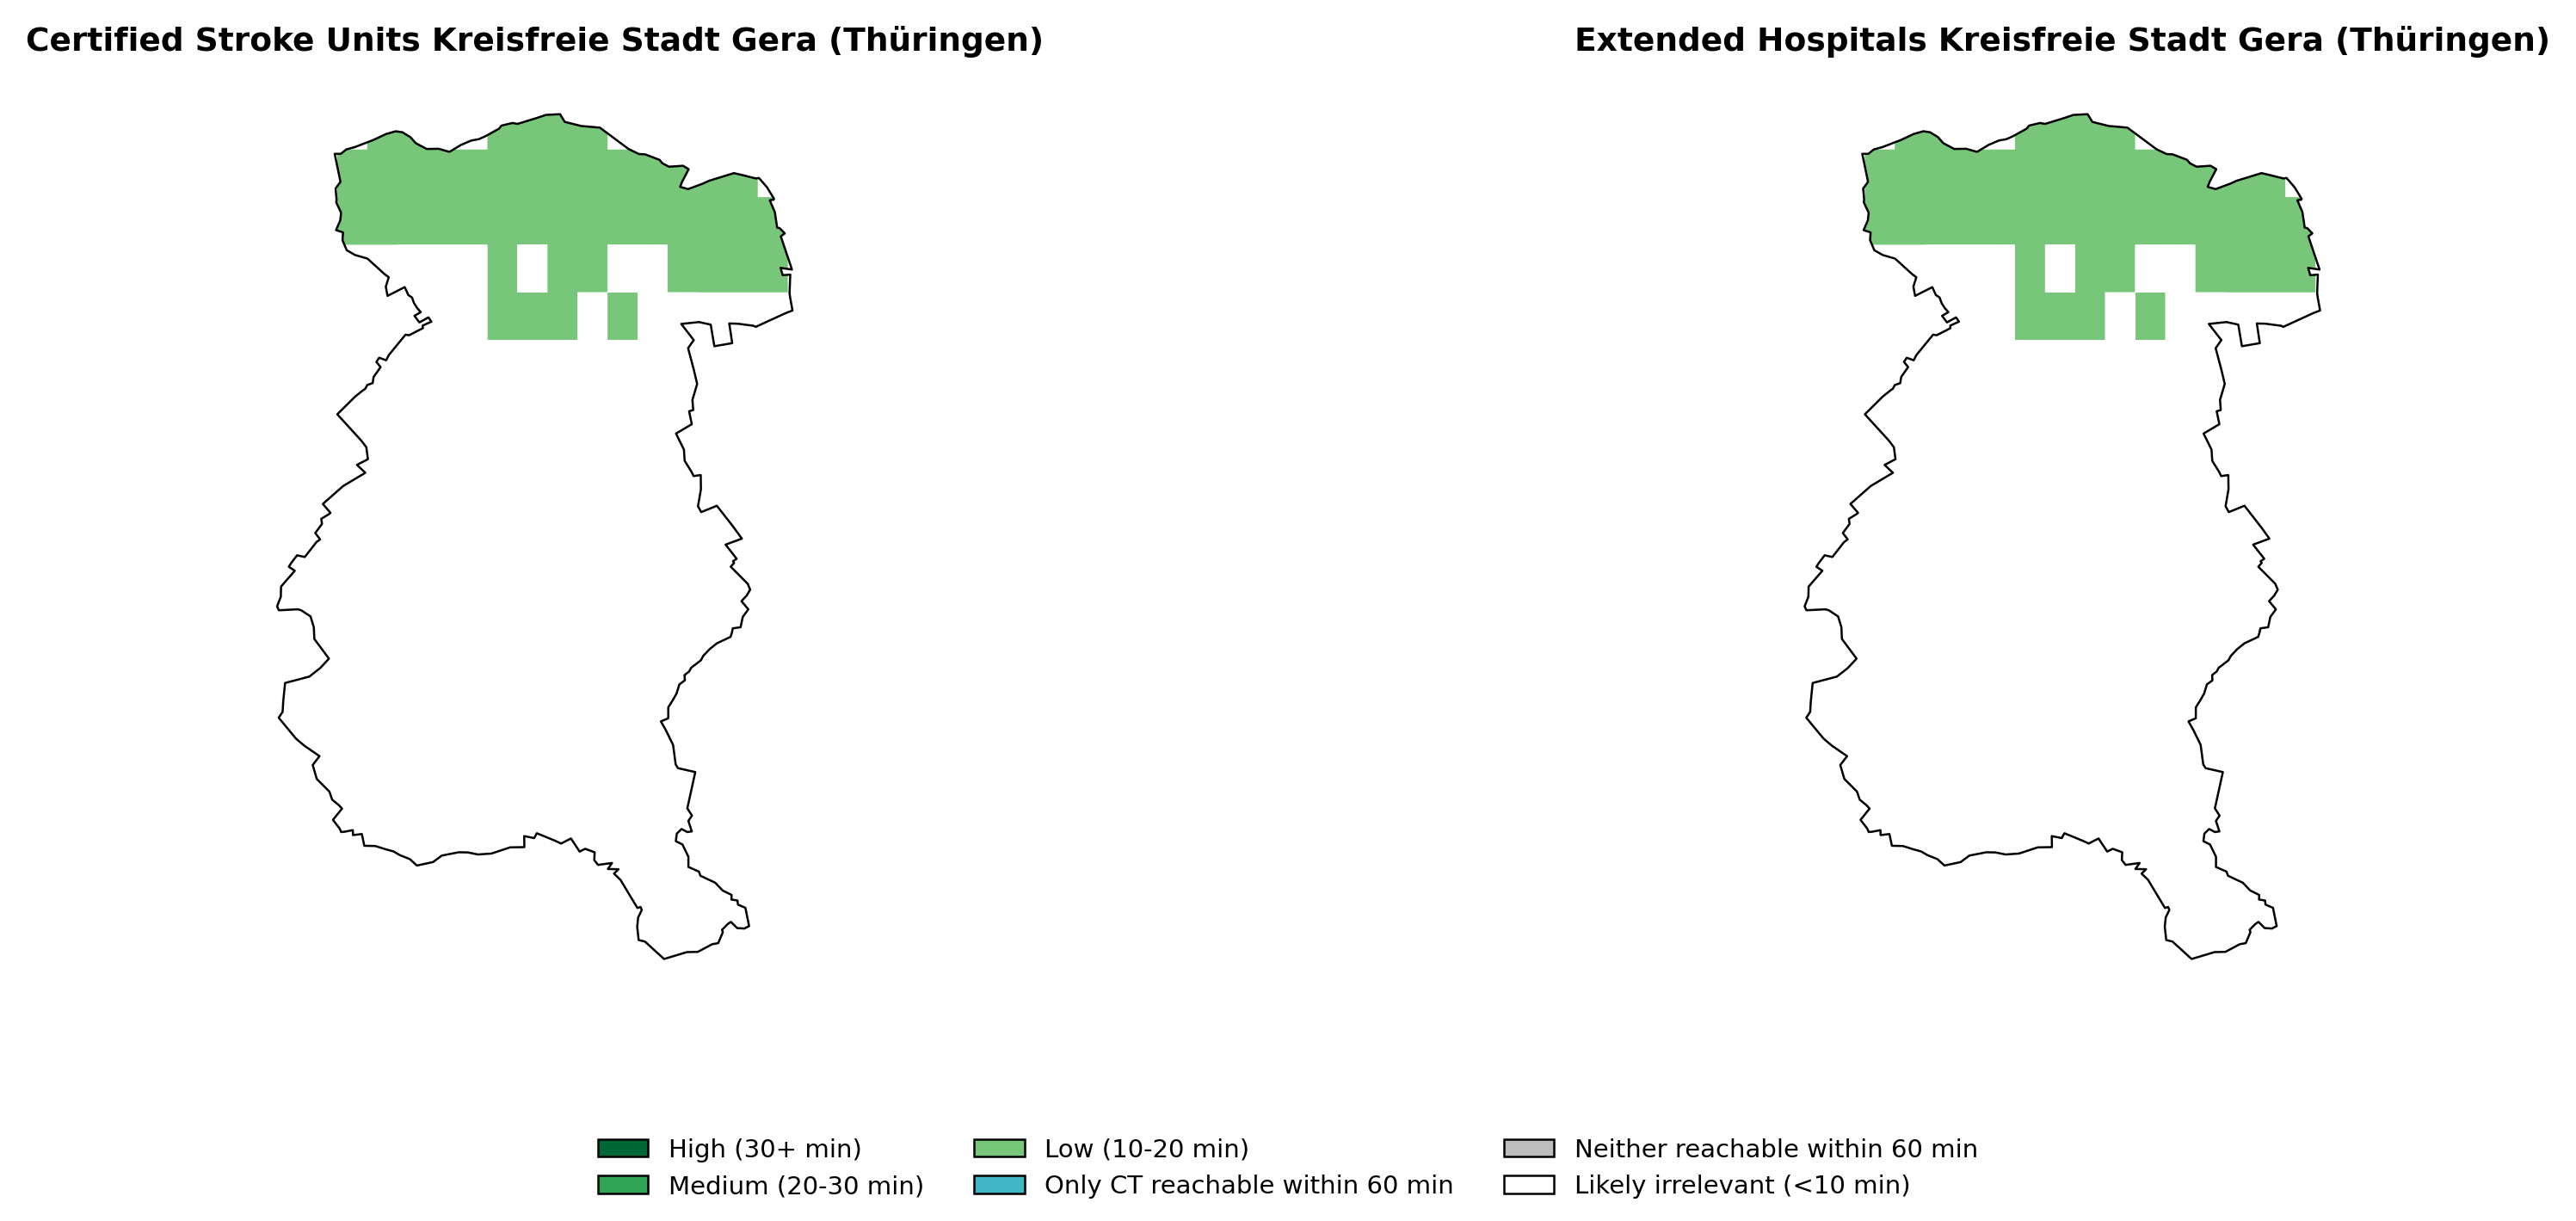 Certified Stroke Units Kreisfreie Stadt Gera (Thüringen)
Extended Hospitals Kreisfreie Stadt Gera (Thüringen)
High (30+ min)
Medium (20-30 min)
Low (10-20 min)
Only CT reachable within 60 min
Neither reachable within 60 min
Likely irrelevant (<10 min)